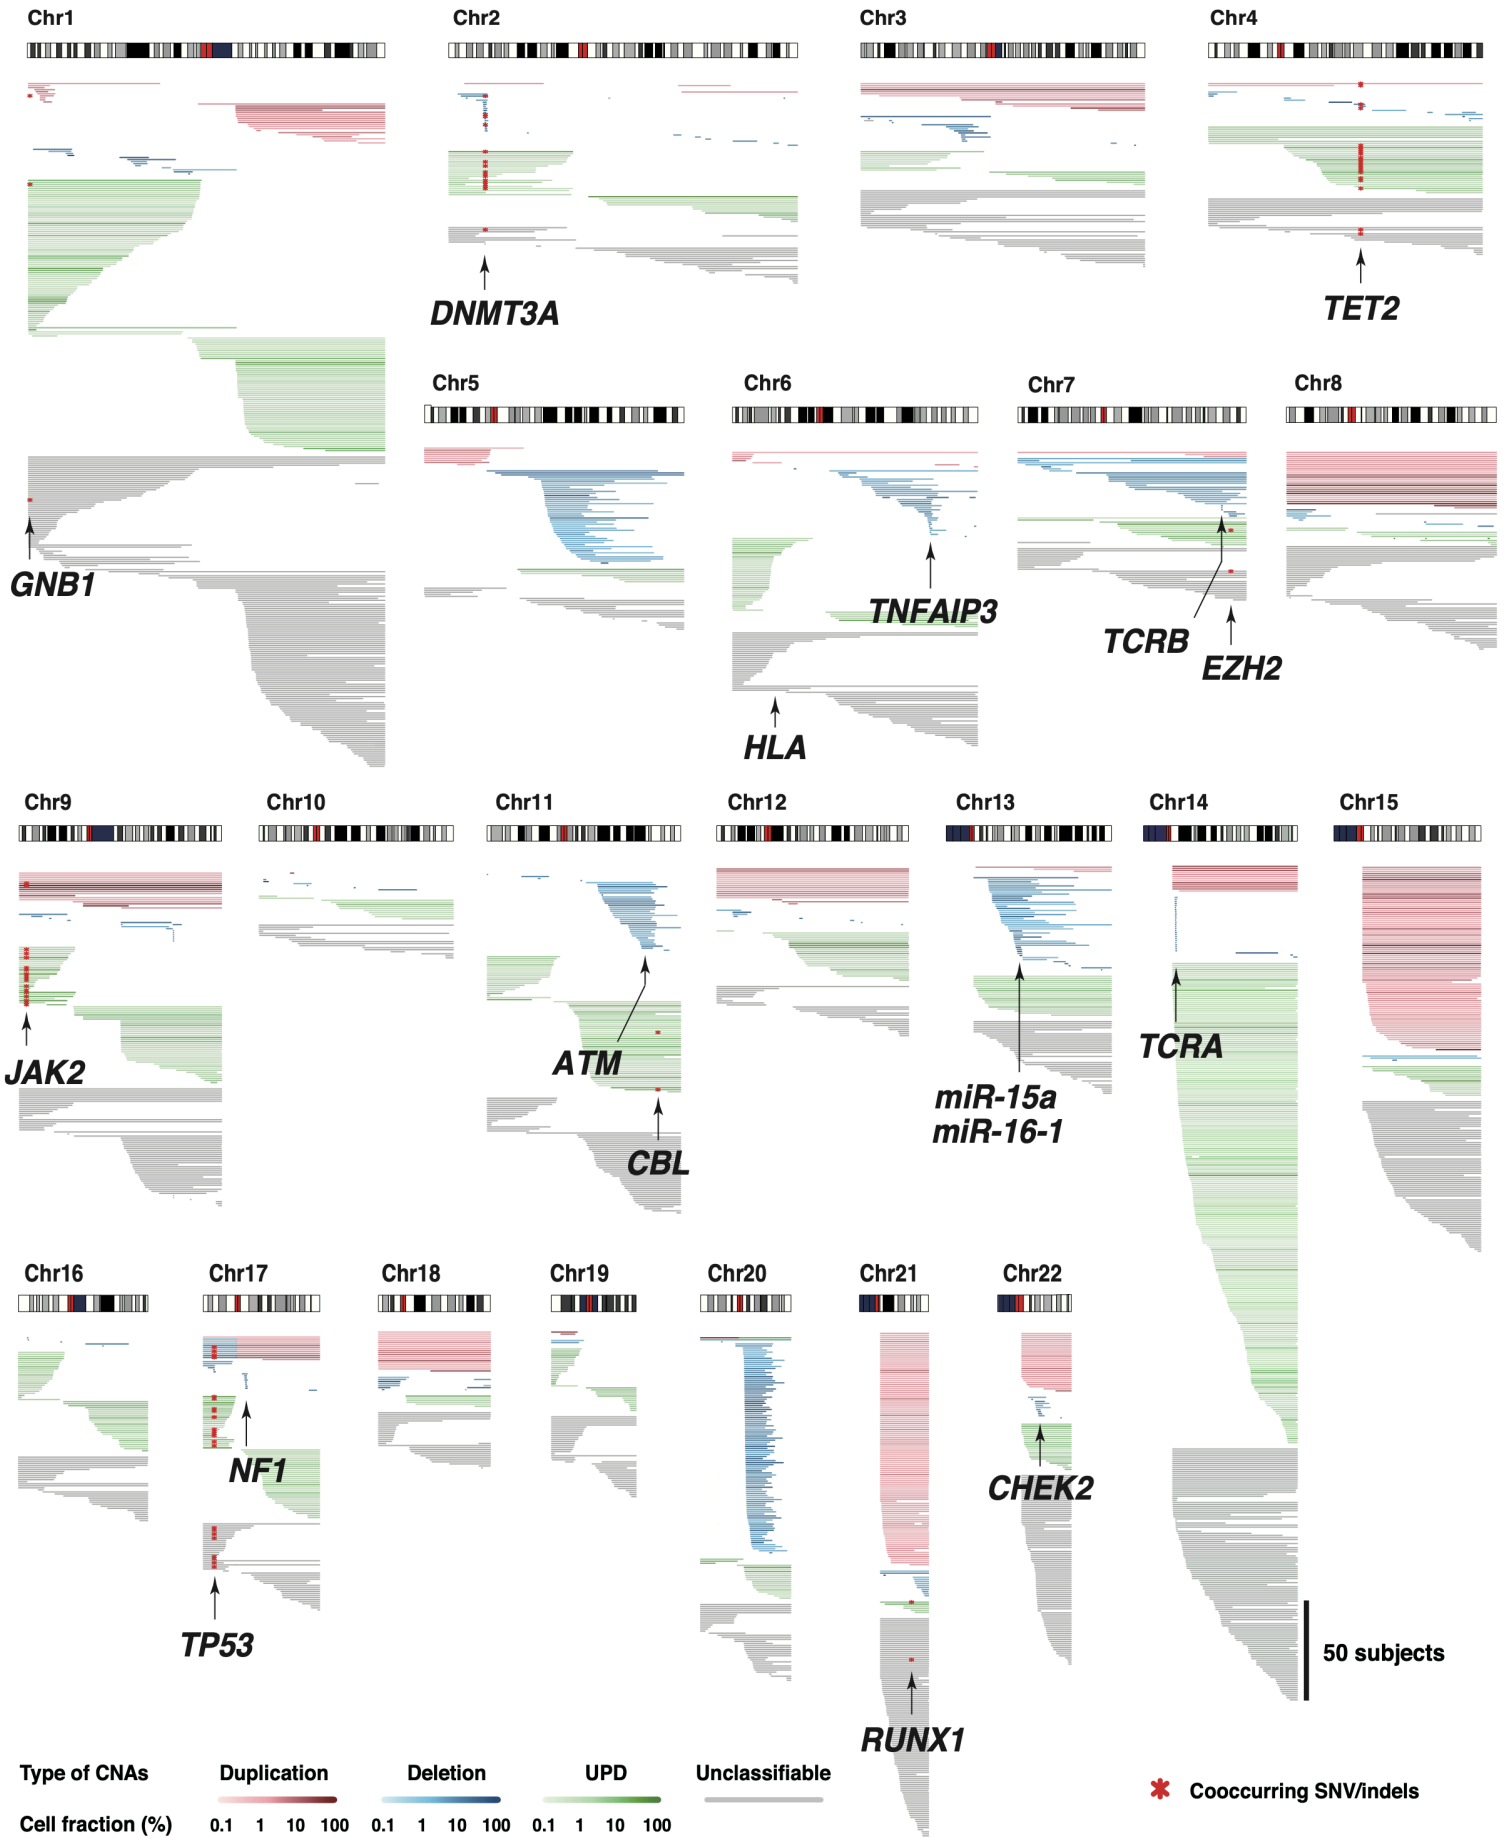 Chr1
Chr2
Chr3
Chr4
DNMT3A
TET2
Chr5
Chr6
Chr7
Chr8
GNB1
TNFAIP3
TCRB
EZH2
HLA
Chr9
Chr10
Chr11
Chr12
Chr13
Chr14
Chr15
JAK2
ATM
TCRA
miR-15a
miR-16-1
CBL
Chr16
Chr17
Chr18
Chr19
Chr20
Chr21
Chr22
NF1
CHEK2
TP53
50 subjects
RUNX1
Type of CNAs Duplication Deletion UPD Unclassifiable
Cooccurring SNV/indels
Cell fraction (%) 0.1 1 10 100 0.1 1 10 100 0.1 1 10 100